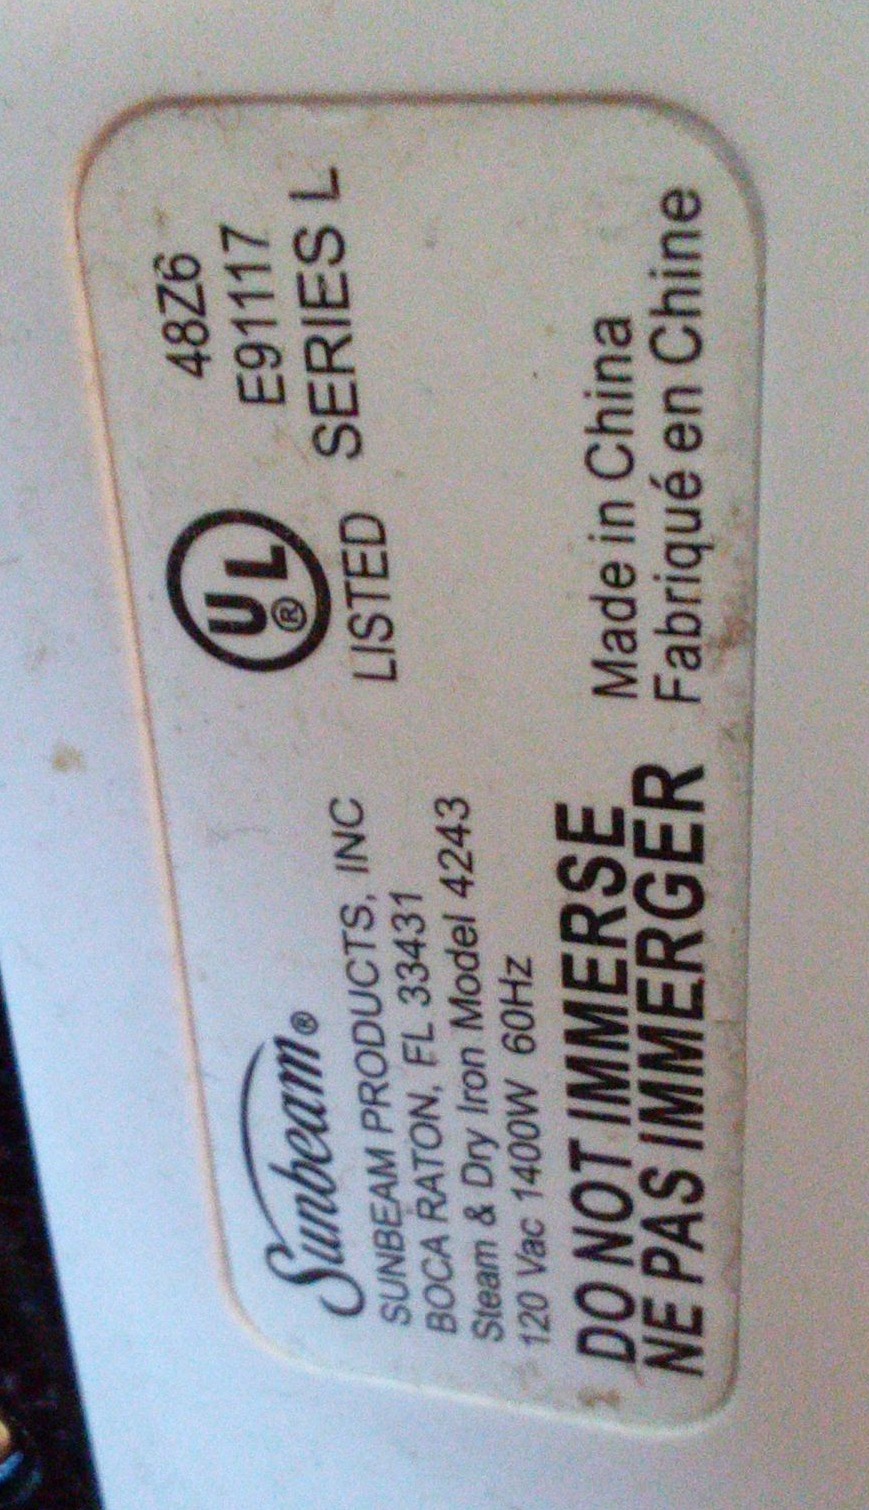 Sunbeam®
SUNBEAM PRODUCTS, INC
BOCA RATON, FL 33431
Steam & Dry Iron Model 4243
120 Vac 1400W 60Hz
DO NOT IMMERSE
NE PAS IMMERGER
UL®
LISTED
48Z6
E91117
SERIES L
Made in China
Fabriqué en Chine